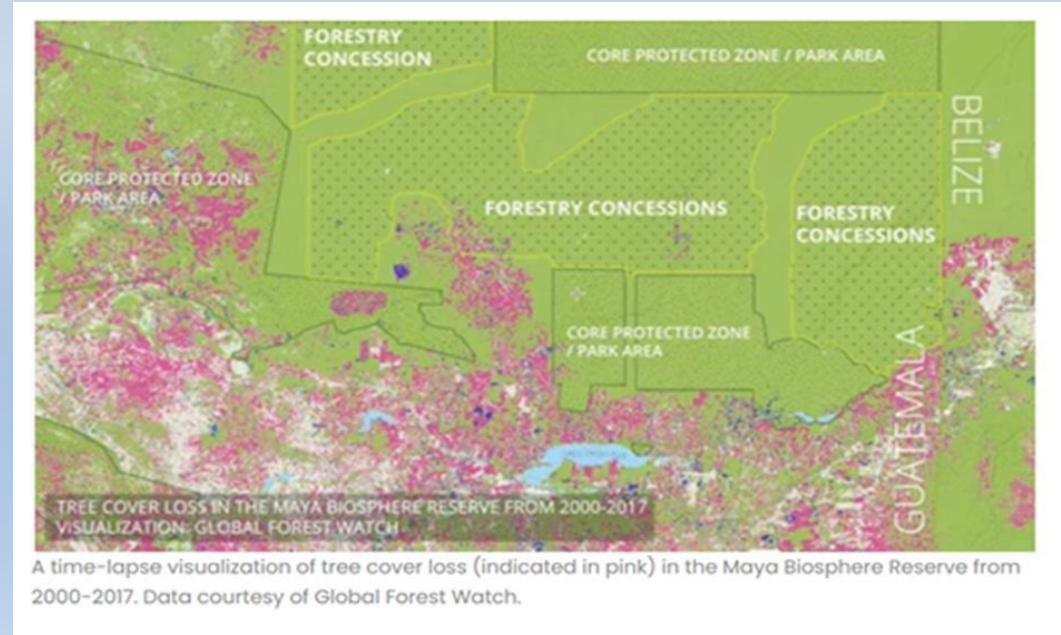 FORESTRY
CONCESSION
CORE PROTECTED ZONE / PARK AREA
BELIZE
CORE PROTECTED ZONE
/ PARK AREA
FORESTRY CONCESSIONS
FORESTRY
CONCESSIONS
CORE PROTECTED ZONE
/ PARK AREA
GUATEMALA
TREE COVER LOSS IN THE MAYA BIOSPHERE RESERVE FROM 2000-2017
VISUALIZATION: GLOBAL FOREST WATCH
A time-lapse visualization of tree cover loss (indicated in pink) in the Maya Biosphere Reserve from
2000-2017. Data courtesy of Global Forest Watch.